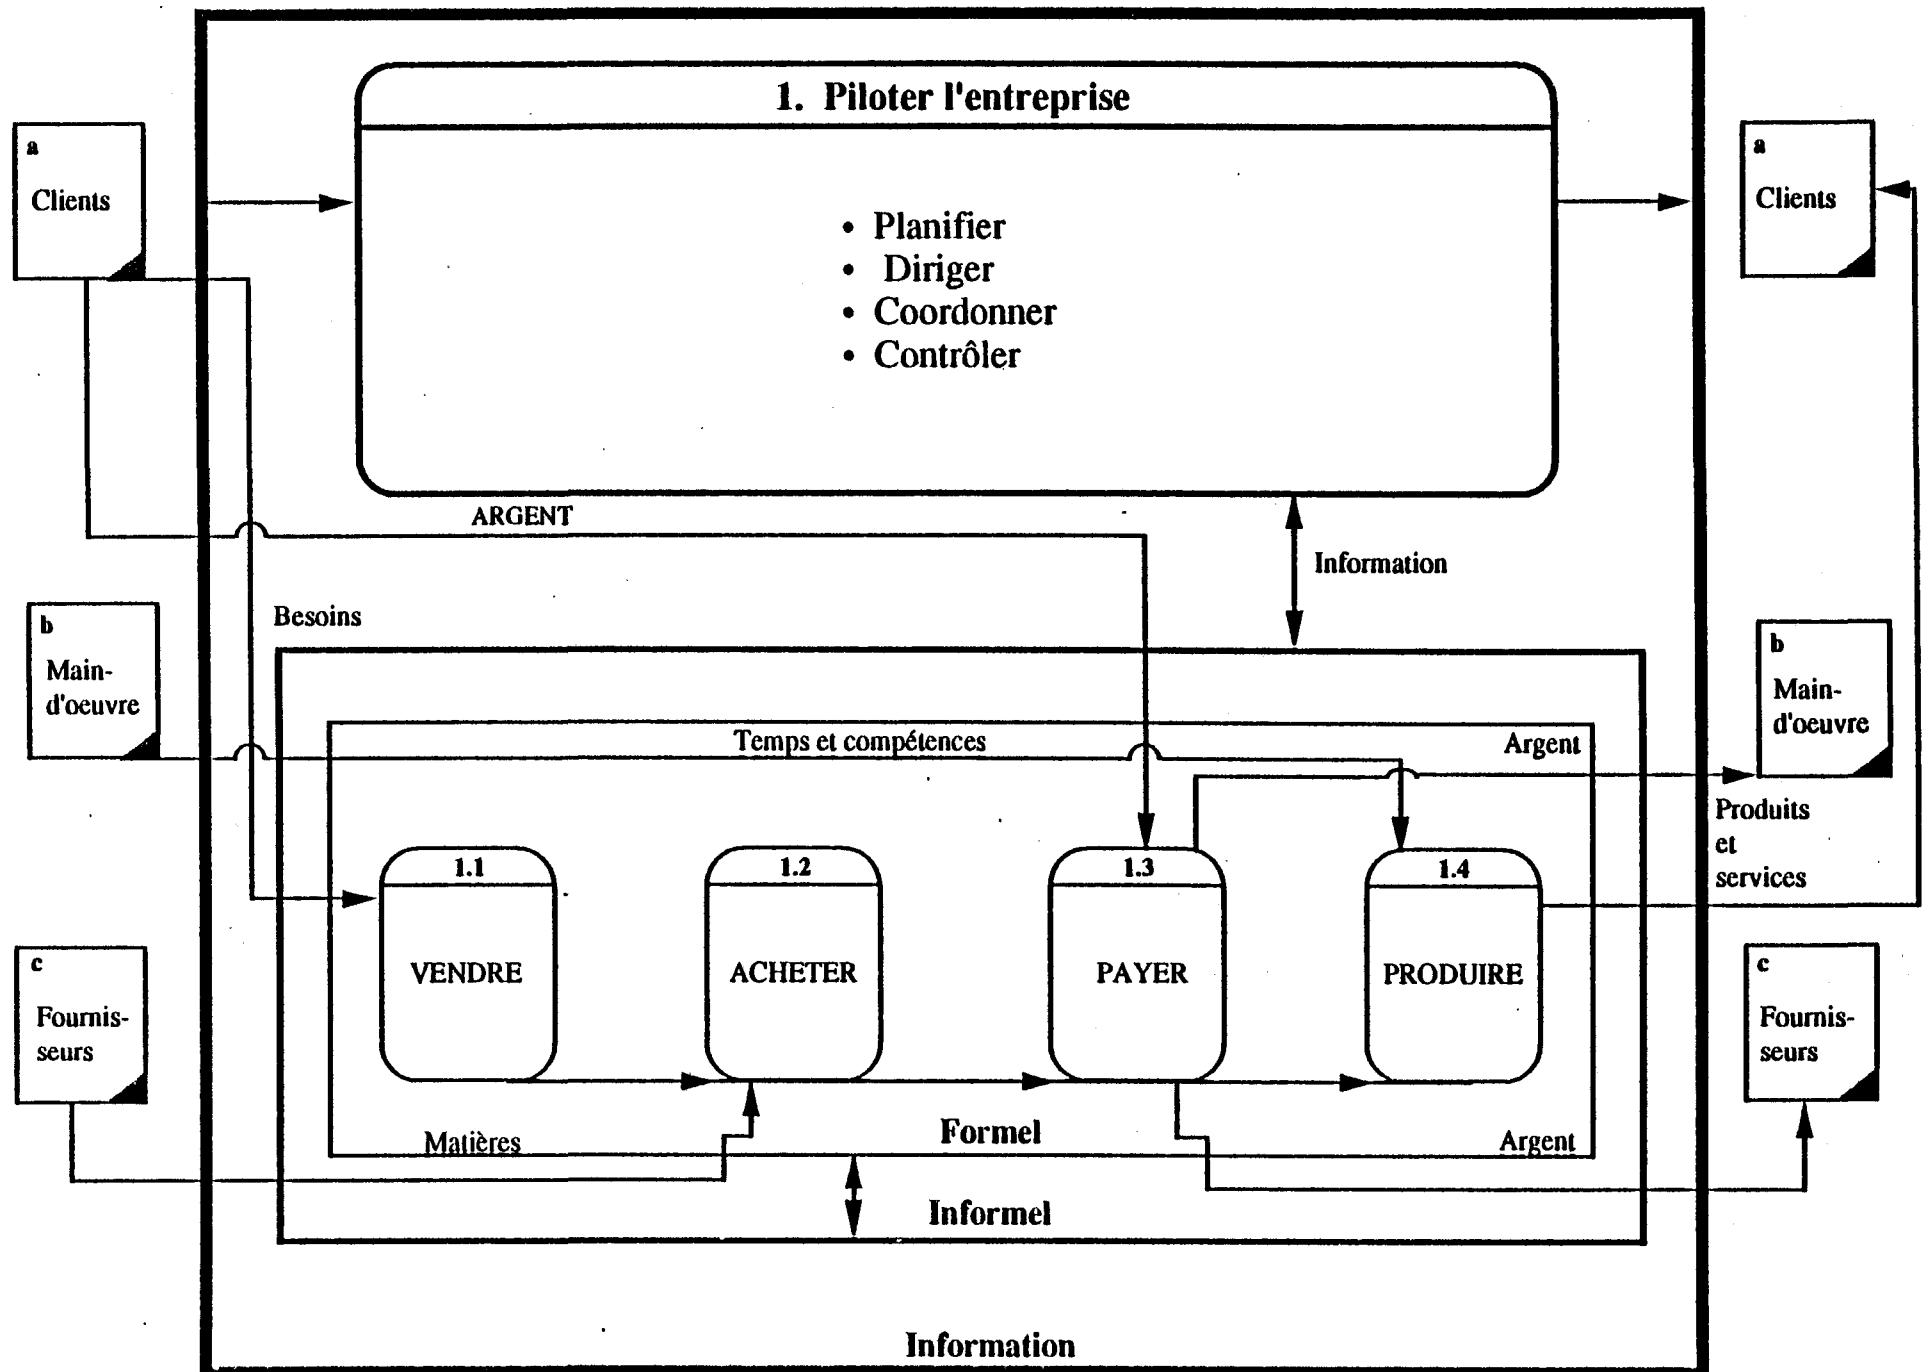 1. Piloter l'entreprise
a
Clients
• Planifier
• Diriger
• Coordonner
• Contrôler
a
Clients
ARGENT
Information
Besoins
b
Main-
d'oeuvre
b
Main-
d'oeuvre
Temps et compétences
Argent
Produits
et
services
1.1
VENDRE
1.2
ACHETER
1.3
PAYER
1.4
PRODUIRE
c
Fournis-
seurs
c
Fournis-
seurs
Matières
Formel
Argent
Informel
Information